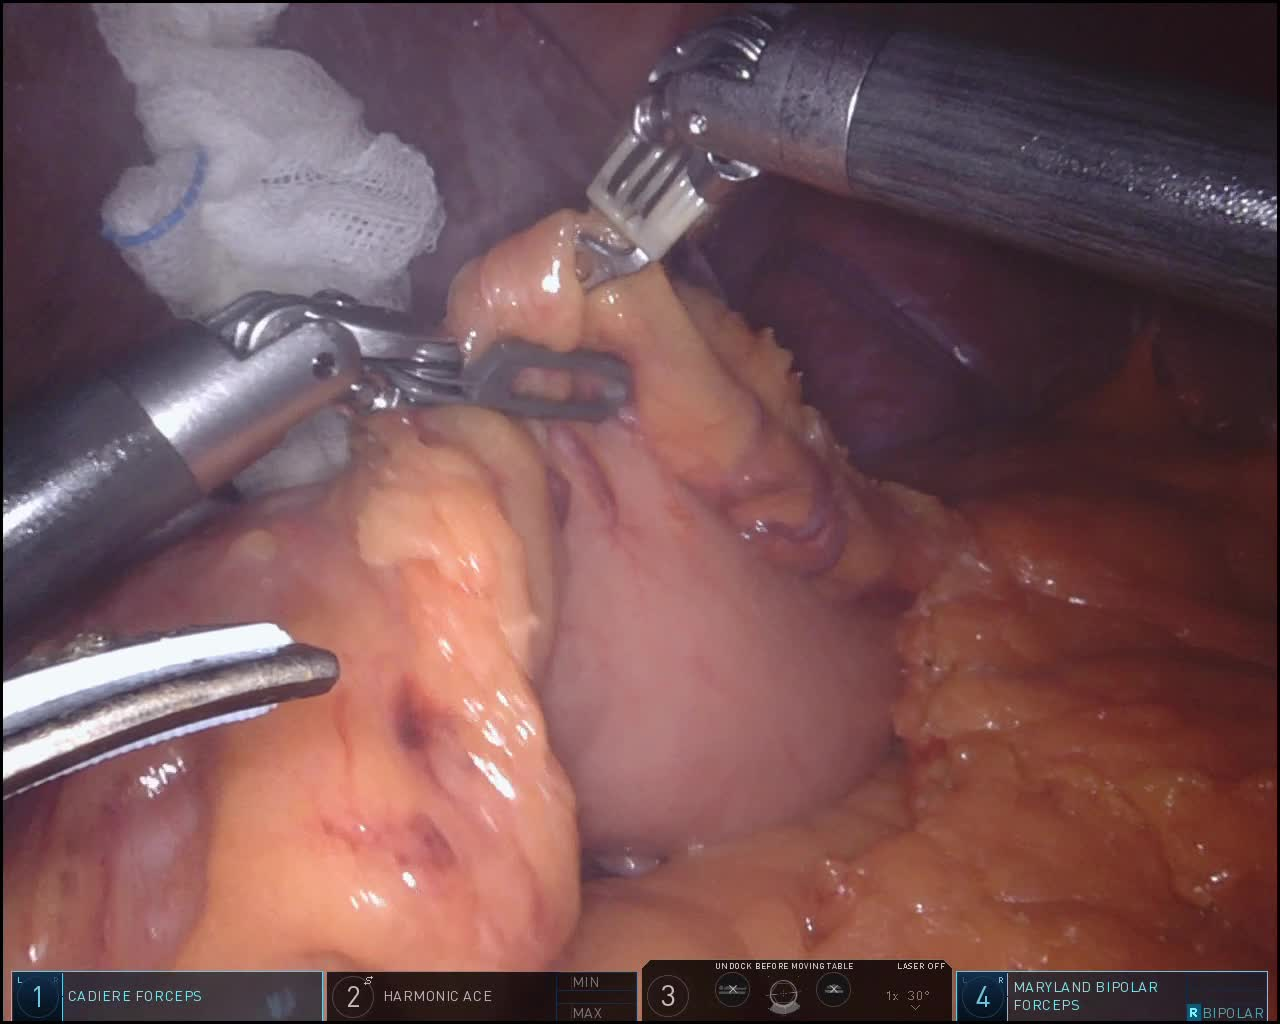 UNDOCK BEFORE MOVING TABLE
LASER OFF
L
R
1
CADIERE FORCEPS
2
HARMONIC ACE
MIN
MAX
3
1x 30°
L
R
4
MARYLAND BIPOLAR
FORCEPS
R BIPOLAR